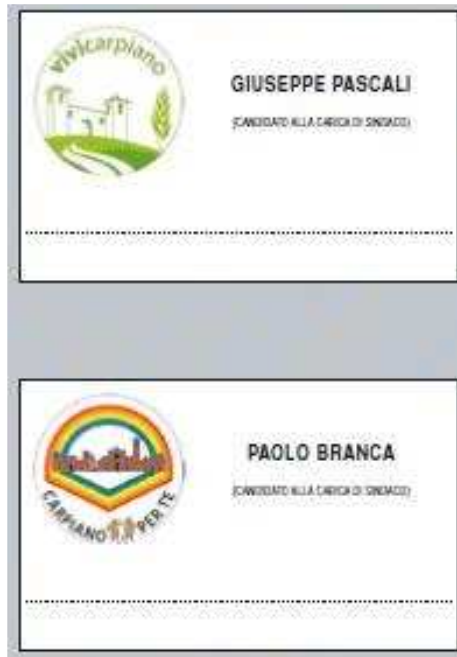 vivicarpiano
GIUSEPPE PASCALI
(CANDIDATO ALLA CARICA DI SINDACO)
PAOLO BRANCA
(CANDIDATO ALLA CARICA DI SINDACO)
CARPIANO PER TE